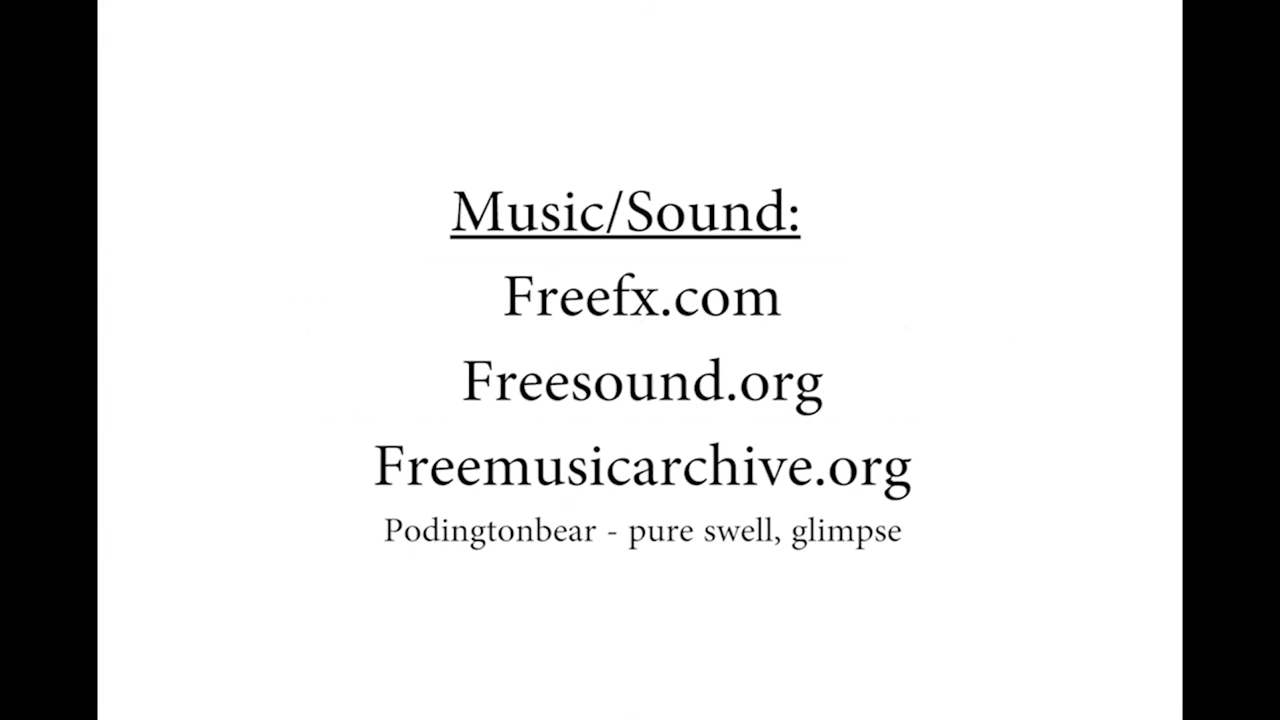 Music/Sound:
Freefx.com
Freesound.org
Freemusicarchive.org
Podingtonbear - pure swell, glimpse